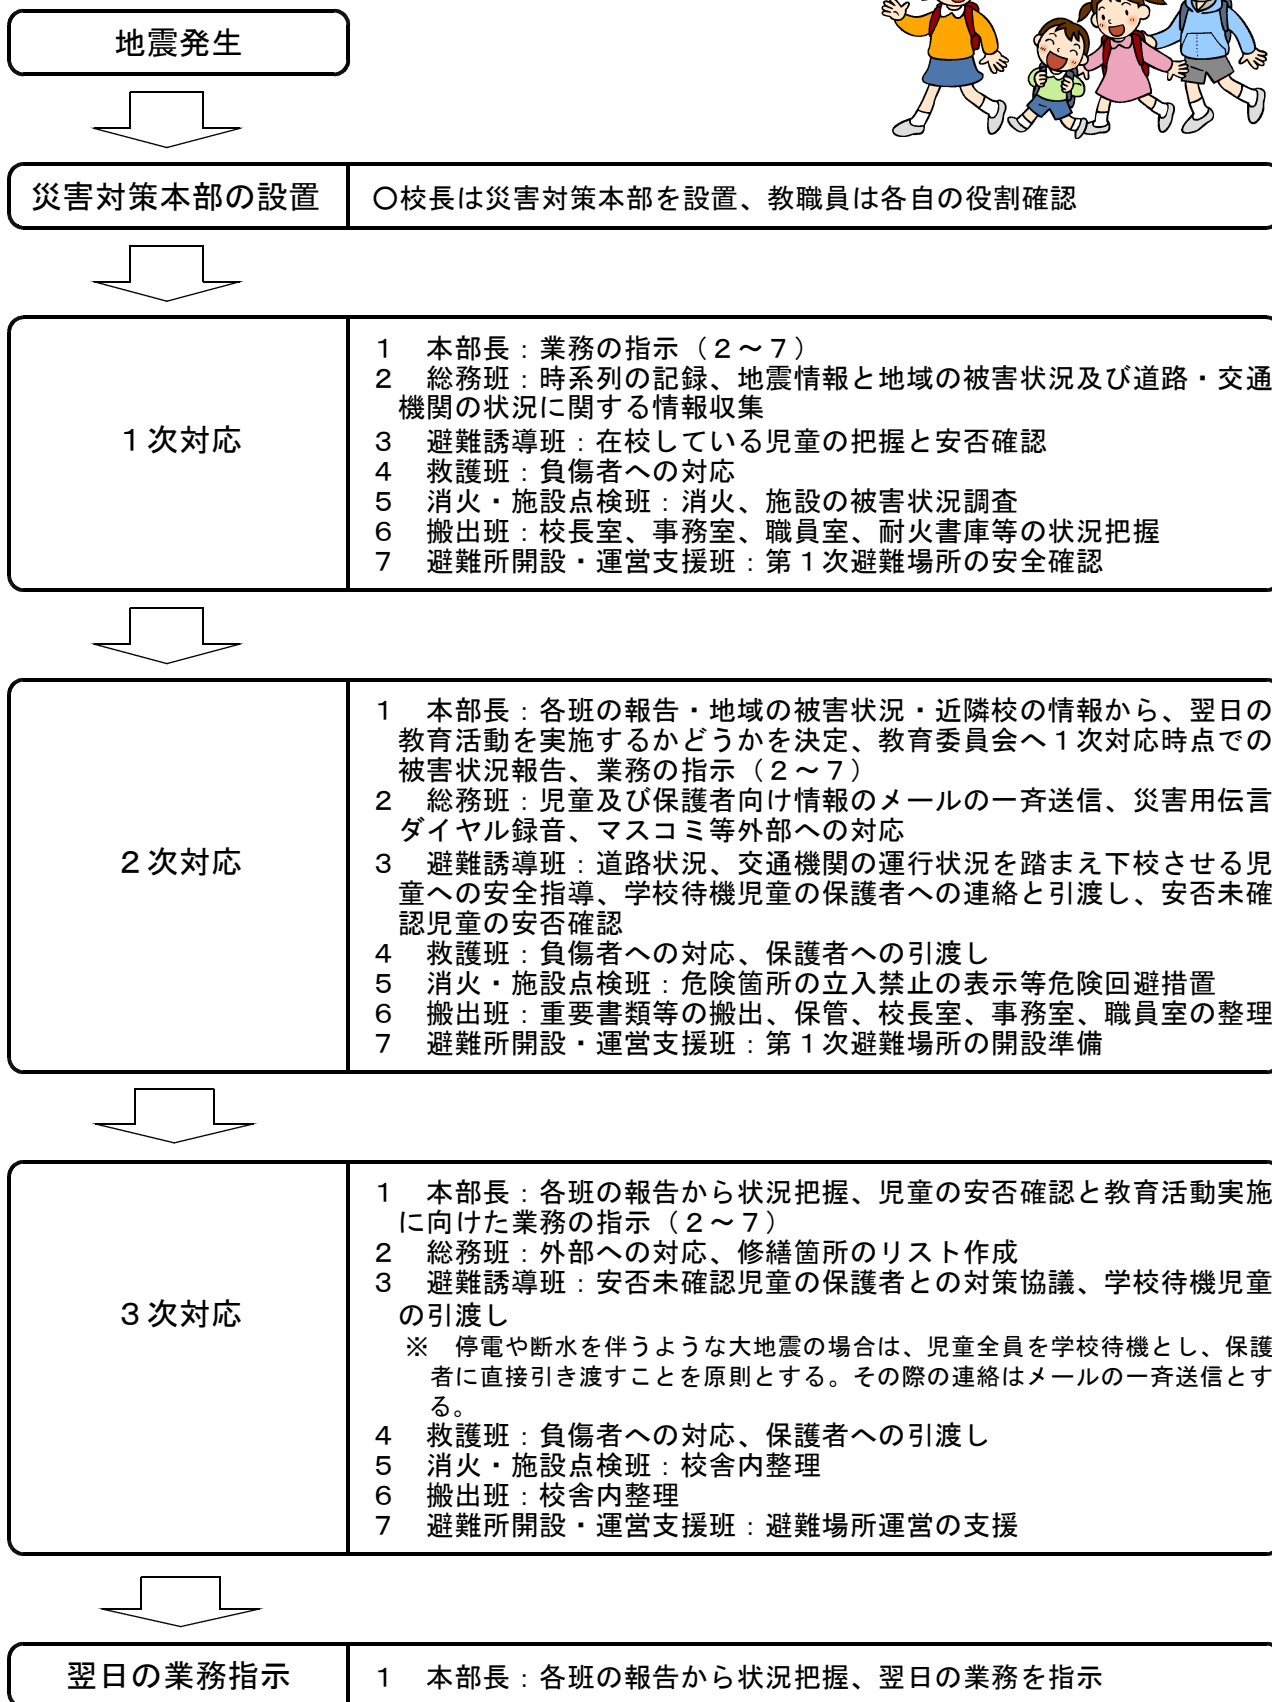 地震発生
災害対策本部の設置
〇校長は災害対策本部を設置、教職員は各自の役割確認
１次対応
１　本部長：業務の指示（２～７）
２　総務班：時系列の記録、地震情報と地域の被害状況及び道路・交通
機関の状況に関する情報収集
３　避難誘導班：在校している児童の把握と安否確認
４　救護班：負傷者への対応
５　消火・施設点検班：消火、施設の被害状況調査
６　搬出班：校長室、事務室、職員室、耐火書庫等の状況把握
７　避難所開設・運営支援班：第１次避難場所の安全確認
２次対応
１　本部長：各班の報告・地域の被害状況・近隣校の情報から、翌日の
教育活動を実施するかどうかを決定、教育委員会へ１次対応時点での
被害状況報告、業務の指示（２～７）
２　総務班：児童及び保護者向け情報のメールの一斉送信、災害用伝言
ダイヤル録音、マスコミ等外部への対応
３　避難誘導班：道路状況、交通機関の運行状況を踏まえ下校させる児
童への安全指導、学校待機児童の保護者への連絡と引渡し、安否未確
認児童の安否確認
４　救護班：負傷者への対応、保護者への引渡し
５　消火・施設点検班：危険箇所の立入禁止の表示等危険回避措置
６　搬出班：重要書類等の搬出、保管、校長室、事務室、職員室の整理
７　避難所開設・運営支援班：第１次避難場所の開設準備
３次対応
１　本部長：各班の報告から状況把握、児童の安否確認と教育活動実施
に向けた業務の指示（２～７）
２　総務班：外部への対応、修繕箇所のリスト作成
３　避難誘導班：安否未確認児童の保護者との対策協議、学校待機児童
の引渡し
※　停電や断水を伴うような大地震の場合は、児童全員を学校待機とし、保護
者に直接引き渡すことを原則とする。その際の連絡はメールの一斉送信とす
る。
４　救護班：負傷者への対応、保護者への引渡し
５　消火・施設点検班：校舎内整理
６　搬出班：校舎内整理
７　避難所開設・運営支援班：避難場所運営の支援
翌日の業務指示
１　本部長：各班の報告から状況把握、翌日の業務を指示